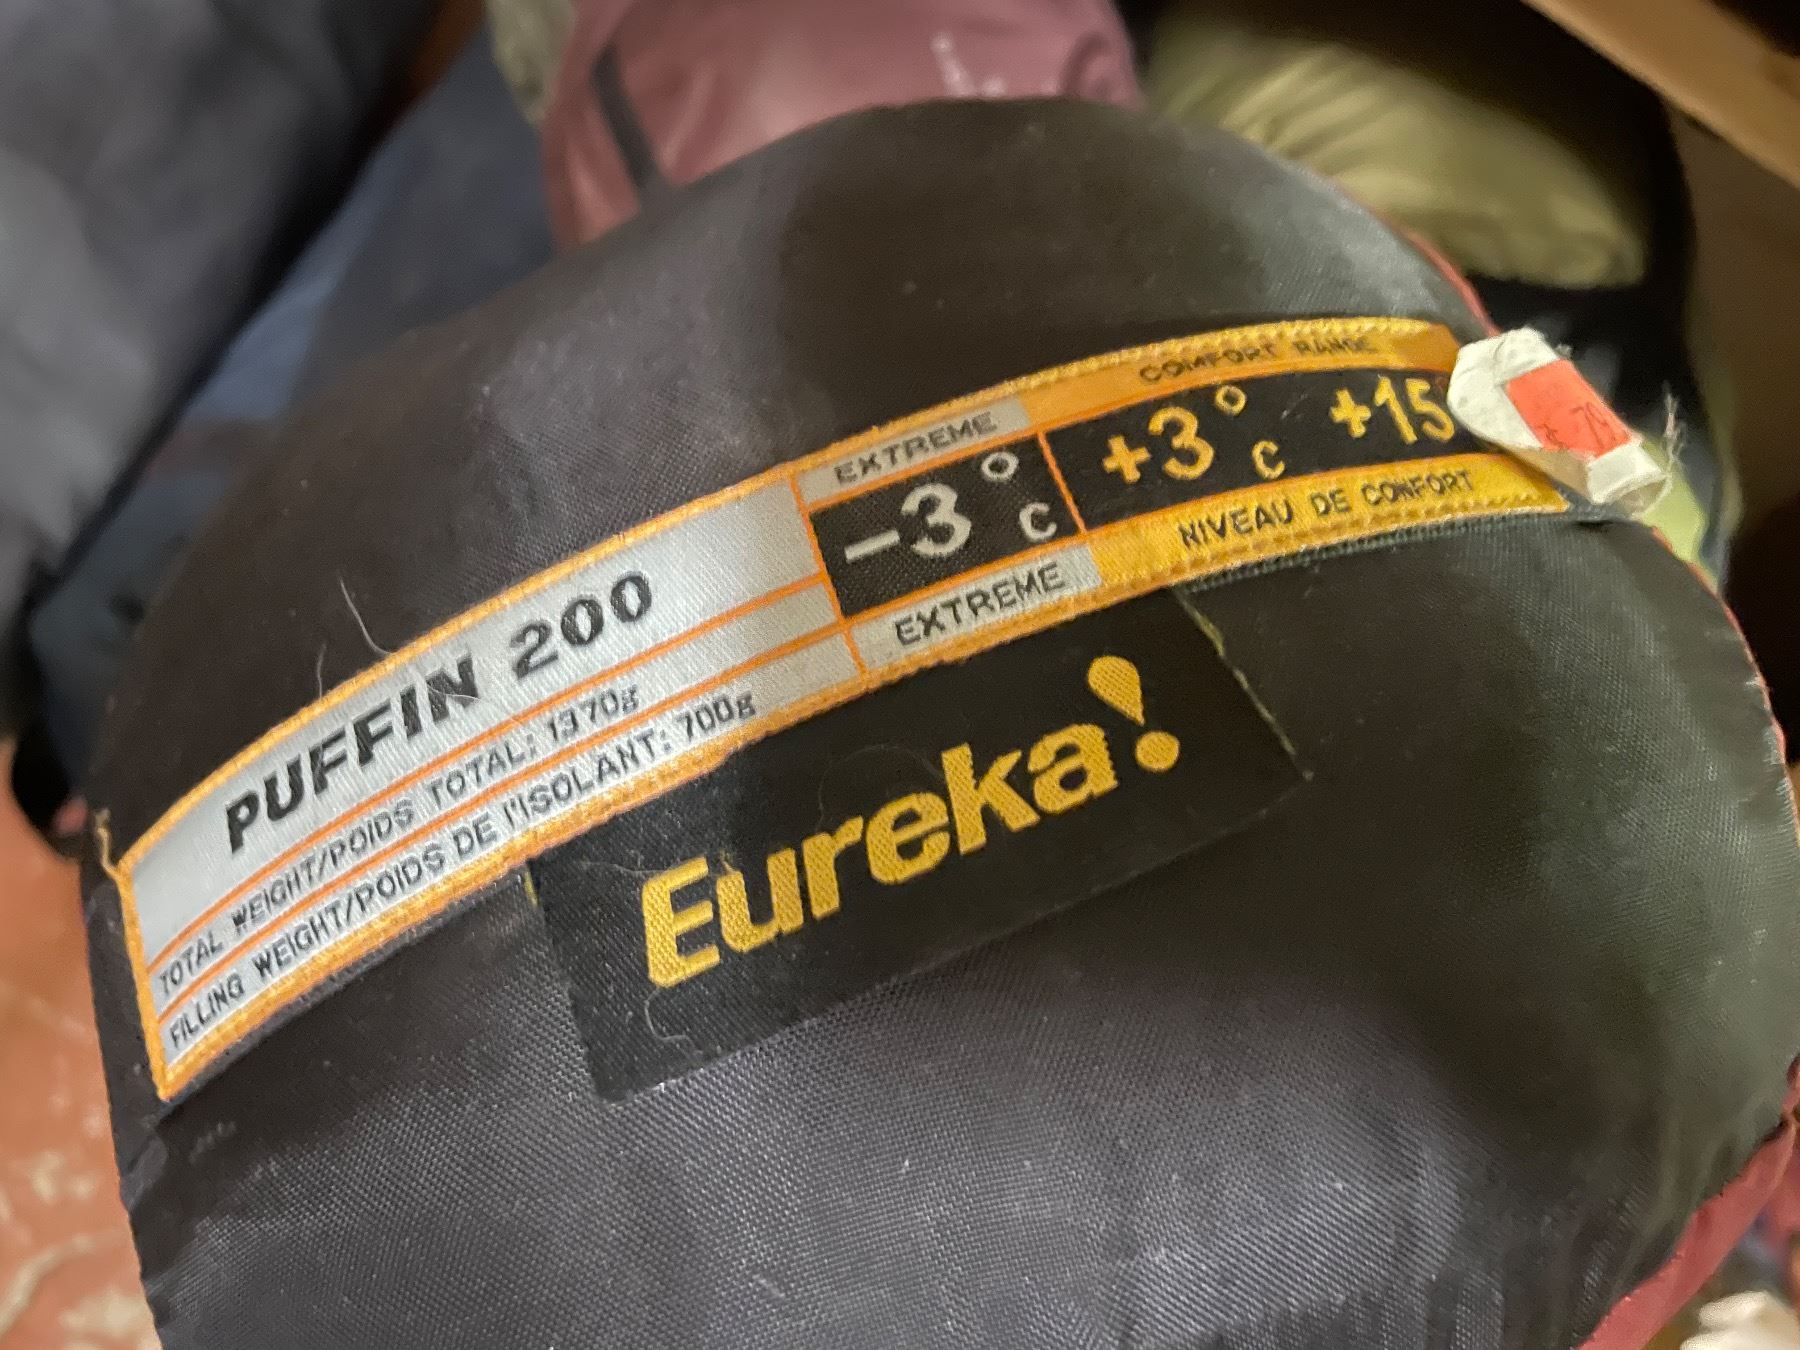 PUFFIN 200
TOTAL WEIGHT/POIDS TOTAL: 1370g
FILLING WEIGHT/POIDS DE l'ISOLANT: 700g
EXTREME
-3°C
EXTREME
COMFORT RANGE
+3°C +15°
NIVEAU DE CONFORT
Eureka!